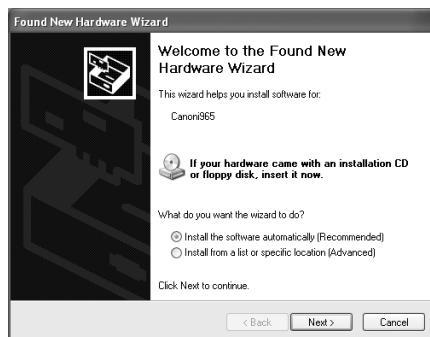 Found New Hardware Wizard
Welcome to the Found New
Hardware Wizard
This wizard helps you install software for:
Canoni965
If your hardware came with an installation CD
or floppy disk, insert it now.
What do you want the wizard to do?
Install the software automatically (Recommended)
Install from a list or specific location (Advanced)
Click Next to continue.
< Back
Next >
Cancel